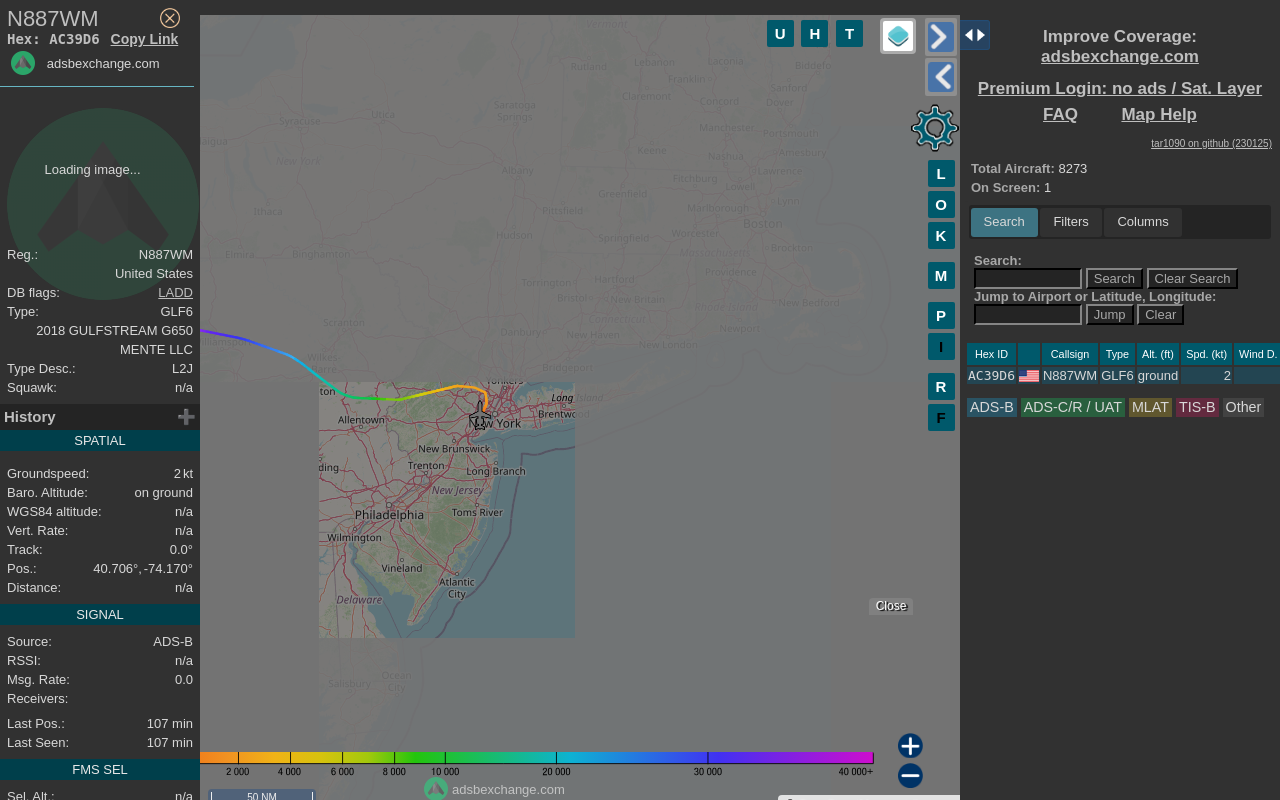 N887WM
Hex: AC39D6 Copy Link
adsbexchange.com
Loading image...
Reg.: N887WM
United States
DB flags: LADD
Type: GLF6
2018 GULFSTREAM G650
MENTE LLC
Type Desc.: L2J
Squawk: n/a
History
SPATIAL
Groundspeed: 2 kt
Baro. Altitude: on ground
WGS84 altitude: n/a
Vert. Rate: n/a
Track: 0.0°
Pos.: 40.706°, -74.170°
Distance: n/a
SIGNAL
Source: ADS-B
RSSI: n/a
Msg. Rate: 0.0
Receivers:
Last Pos.: 107 min
Last Seen: 107 min
FMS SEL
Sel. Alt.: n/a
U H T
L
O
K
M
P
I
R
F
Rutland
Lebanon
Laconia
Franklin
Claremont
Concord
Sanford
Dover
Biddefo
Saratoga
Springs
Utica
Syracuse
Manchester
Portsmouth
Keene
Nashua
Amesbury
New York
Albany
Fitchburg
Lowell
Lawrence
Greenfield
Lynn
Ithaca
Pittsfield
Marlborough
Boston
Hudson
Springfield
Worcester
Brockton
Elmira
Binghamton
Massachusetts
Torrington
Hartford
Providence
Bristol
New Britain
New Bedford
Connecticut
Scranton
Danbury
New Haven
New London
Newport
Wilkes
Barre
Bridgeport
Yonkers
ton
Long Island
Brentwood
Allentown
New York
New Brunswick
ding
Trenton
Long Branch
New Jersey
Philadelphia
Toms River
Wilmington
Vineland
Atlantic
City
Delaware
Salisbury
Ocean
City
Close
2 000 4 000 6 000 8 000 10 000 20 000 30 000 40 000+
adsbexchange.com
50 NM
Improve Coverage:
adsbexchange.com
Premium Login: no ads / Sat. Layer
FAQ Map Help
tar1090 on github (230125)
Total Aircraft: 8273
On Screen: 1
Search Filters Columns
Search:
Search Clear Search
Jump to Airport or Latitude, Longitude:
Jump Clear
Hex ID Callsign Type Alt. (ft) Spd. (kt) Wind D.
AC39D6 N887WM GLF6 ground 2
ADS-B ADS-C/R / UAT MLAT TIS-B Other